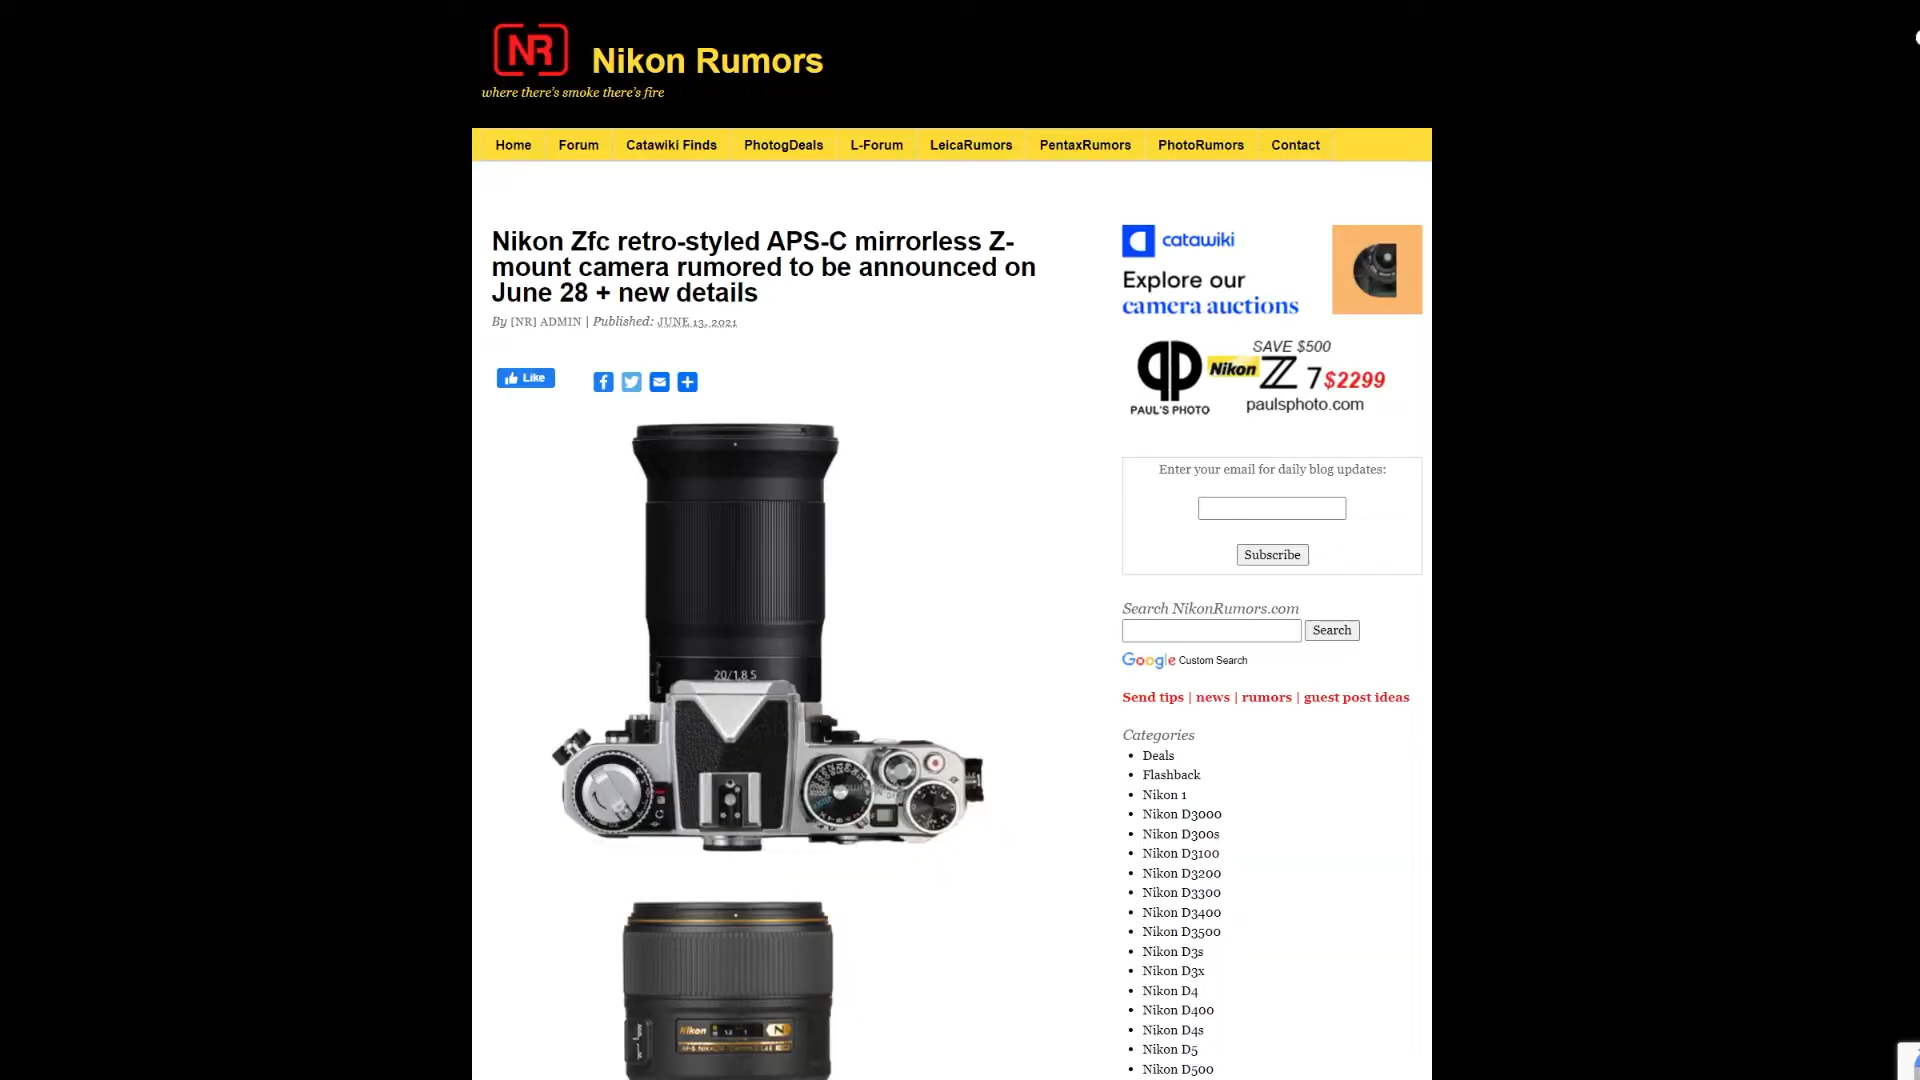 NR
Nikon Rumors
where there's smoke there's fire
Home
Forum
Catawiki Finds
PhotogDeals
L-Forum
LeicaRumors
PentaxRumors
PhotoRumors
Contact
Nikon Zfc retro-styled APS-C mirrorless Z-
mount camera rumored to be announced on
June 28 + new details
By [NR] ADMIN | Published: JUNE 13, 2021
Like
20/1.8 S
Nikon
N
catawiki
Explore our
camera auctions
SAVE $500
Nikon Z 7 $2299
PAUL'S PHOTO
paulsphoto.com
Enter your email for daily blog updates:
Subscribe
Search NikonRumors.com
Search
Google Custom Search
Send tips | news | rumors | guest post ideas
Categories
Deals
Flashback
Nikon 1
Nikon D3000
Nikon D300s
Nikon D3100
Nikon D3200
Nikon D3300
Nikon D3400
Nikon D3500
Nikon D3s
Nikon D3x
Nikon D4
Nikon D400
Nikon D4s
Nikon D5
Nikon D500